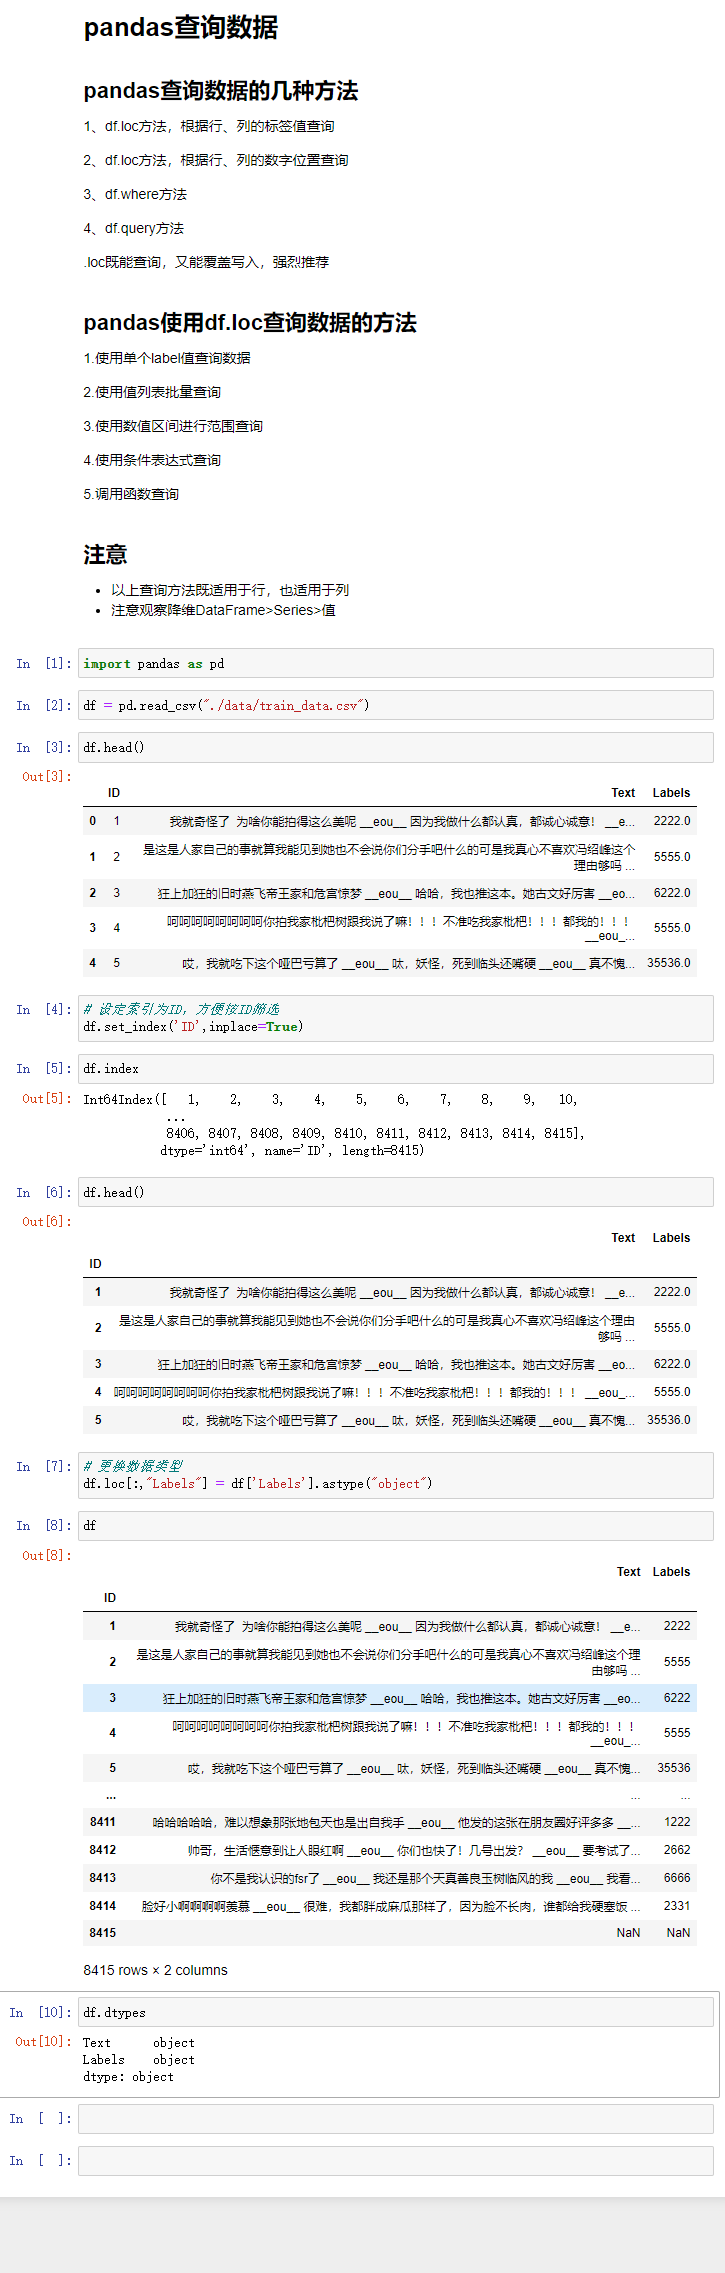 pandas查询数据
pandas查询数据的几种方法
1、df.loc方法，根据行、列的标签值查询
2、df.loc方法，根据行、列的数字位置查询
3、df.where方法
4、df.query方法
.loc既能查询，又能覆盖写入，强烈推荐
pandas使用df.loc查询数据的方法
1.使用单个label值查询数据
2.使用值列表批量查询
3.使用数值区间进行范围查询
4.使用条件表达式查询
5.调用函数查询
注意
• 以上查询方法既适用于行，也适用于列
• 注意观察降维DataFrame>Series>值
In [1]: import pandas as pd
In [2]: df = pd.read_csv("./data/train_data.csv")
In [3]: df.head()
Out[3]:
ID Text Labels
0 1 我就奇怪了 为啥你能拍得这么美呢 __eou__ 因为我做什么都认真，都诚心诚意！ __e... 2222.0
是这是人家自己的事就算我能见到她也不会说你们分手吧什么的可是我真心不喜欢冯绍峰这个
1 2 5555.0
理由够吗 ...
2 3 狂上加狂的旧时燕飞帝王家和危宫惊梦 __eou__ 哈哈，我也推这本。她古文好厉害 __eo... 6222.0
呵呵呵呵呵呵呵呵你拍我家枇杷树跟我说了嘛！！！不准吃我家枇杷！！！都我的！！！
3 4 5555.0
__eou_...
4 5 哎，我就吃下这个哑巴亏算了 __eou__ 呔，妖怪，死到临头还嘴硬 __eou__ 真不愧... 35536.0
In [4]: # 设定索引为ID，方便按ID筛选
df.set_index('ID',inplace=True)
In [5]: df.index
Out[5]: Int64Index([ 1, 2, 3, 4, 5, 6, 7, 8, 9, 10,
...
8406, 8407, 8408, 8409, 8410, 8411, 8412, 8413, 8414, 8415],
dtype='int64', name='ID', length=8415)
In [6]: df.head()
Out[6]:
Text Labels
ID
1 我就奇怪了 为啥你能拍得这么美呢 __eou__ 因为我做什么都认真，都诚心诚意！ __e... 2222.0
是这是人家自己的事就算我能见到她也不会说你们分手吧什么的可是我真心不喜欢冯绍峰这个理由
2 5555.0
够吗 ...
3 狂上加狂的旧时燕飞帝王家和危宫惊梦 __eou__ 哈哈，我也推这本。她古文好厉害 __eo... 6222.0
4 呵呵呵呵呵呵呵呵你拍我家枇杷树跟我说了嘛！！！不准吃我家枇杷！！！都我的！！！ __eou_... 5555.0
5 哎，我就吃下这个哑巴亏算了 __eou__ 呔，妖怪，死到临头还嘴硬 __eou__ 真不愧... 35536.0
In [7]: # 更换数据类型
df.loc[:,"Labels"] = df['Labels'].astype("object")
In [8]: df
Out[8]:
Text Labels
ID
1 我就奇怪了 为啥你能拍得这么美呢 __eou__ 因为我做什么都认真，都诚心诚意！ __e... 2222
是这是人家自己的事就算我能见到她也不会说你们分手吧什么的可是我真心不喜欢冯绍峰这个理
2 5555
由够吗 ...
3 狂上加狂的旧时燕飞帝王家和危宫惊梦 __eou__ 哈哈，我也推这本。她古文好厉害 __eo... 6222
呵呵呵呵呵呵呵呵你拍我家枇杷树跟我说了嘛！！！不准吃我家枇杷！！！都我的！！！
4 5555
__eou_...
5 哎，我就吃下这个哑巴亏算了 __eou__ 呔，妖怪，死到临头还嘴硬 __eou__ 真不愧... 35536
... ... ...
8411 哈哈哈哈哈，难以想象那张地包天也是出自我手 __eou__ 他发的这张在朋友圈好评多多 __... 1222
8412 帅哥，生活惬意到让人眼红啊 __eou__ 你们也快了！几号出发？ __eou__ 要考试了... 2662
8413 你不是我认识的fsr了 __eou__ 我还是那个天真善良玉树临风的我 __eou__ 我看... 6666
8414 脸好小啊啊啊啊羡慕 __eou__ 很难，我都胖成麻瓜那样了，因为脸不长肉，谁都给我硬塞饭 ... 2331
8415 NaN NaN
8415 rows × 2 columns
In [10]: df.dtypes
Out[10]: Text object
Labels object
dtype: object
In [ ]:
In [ ]: